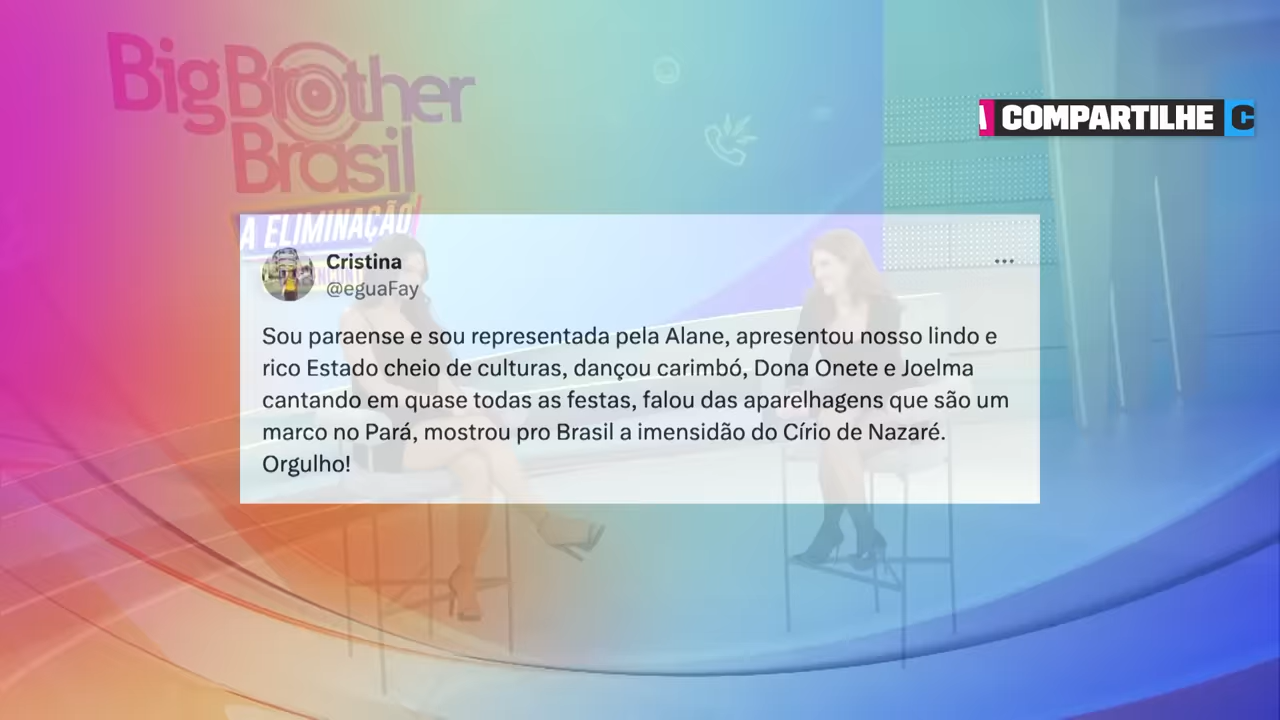 Big Brother
Brasil
A ELIMINAÇÃO
COMPARTILHE C
Cristina
@eguaFay
Sou paraense e sou representada pela Alane, apresentou nosso lindo e
rico Estado cheio de culturas, dançou carimbó, Dona Onete e Joelma
cantando em quase todas as festas, falou das aparelhagens que são um
marco no Pará, mostrou pro Brasil a imensidão do Círio de Nazaré.
Orgulho!